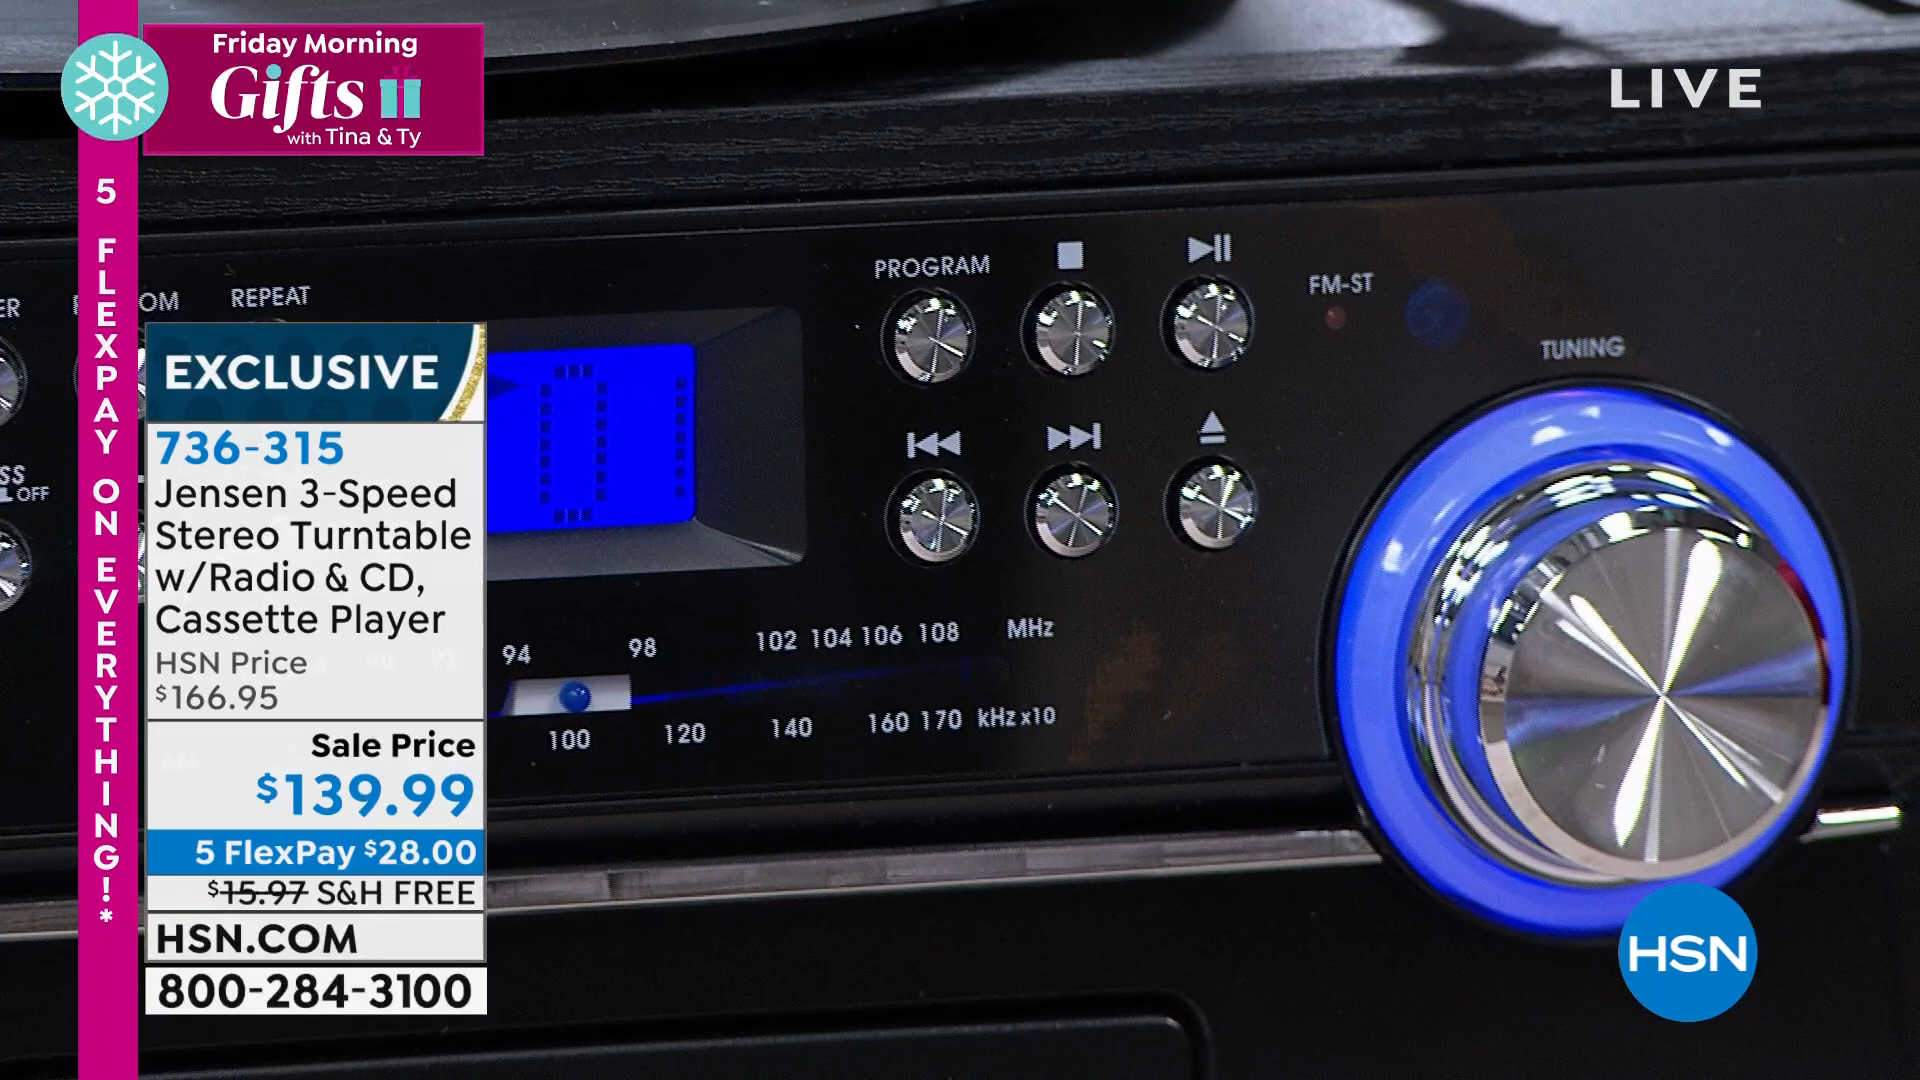 Friday Morning
Gifts
with Tina & Ty
LIVE
5 FLEXPAY ON EVERYTHING!*
EXCLUSIVE
736-315
Jensen 3-Speed
Stereo Turntable
w/Radio & CD,
Cassette Player
HSN Price
$166.95
Sale Price
$139.99
5 FlexPay $28.00
$15.97 S&H FREE
HSN.COM
800-284-3100
REPEAT
OFF
PROGRAM
FM-ST
TUNING
94 98 102 104 106 108 MHz
100 120 140 160 170 kHz x10
HSN